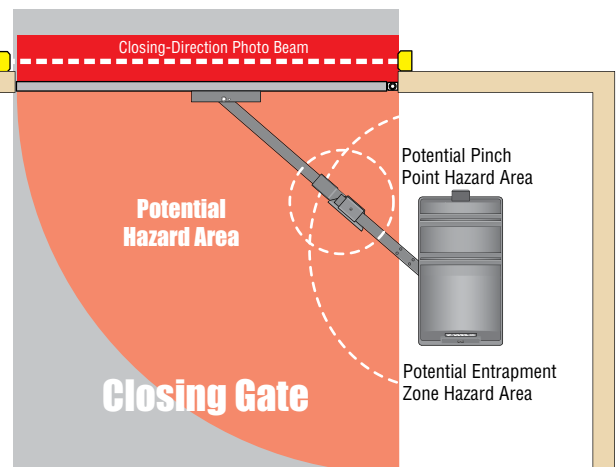 Closing-Direction Photo Beam
Potential Pinch
Point Hazard Area
Potential
Hazard Area
Potential Entrapment
Zone Hazard Area
Closing Gate